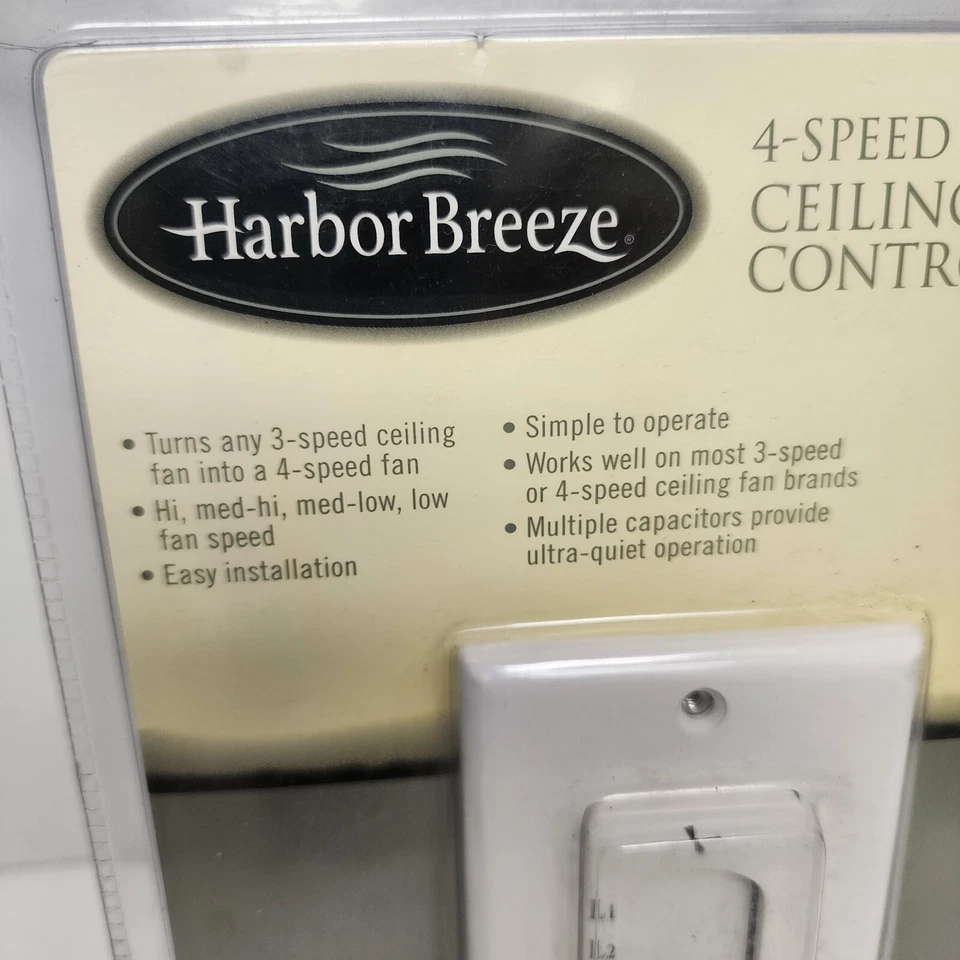 Harbor Breeze®
4-SPEED
CEILING
CONTRO
• Turns any 3-speed ceiling
fan into a 4-speed fan
• Hi, med-hi, med-low, low
fan speed
• Easy installation
• Simple to operate
• Works well on most 3-speed
or 4-speed ceiling fan brands
• Multiple capacitors provide
ultra-quiet operation